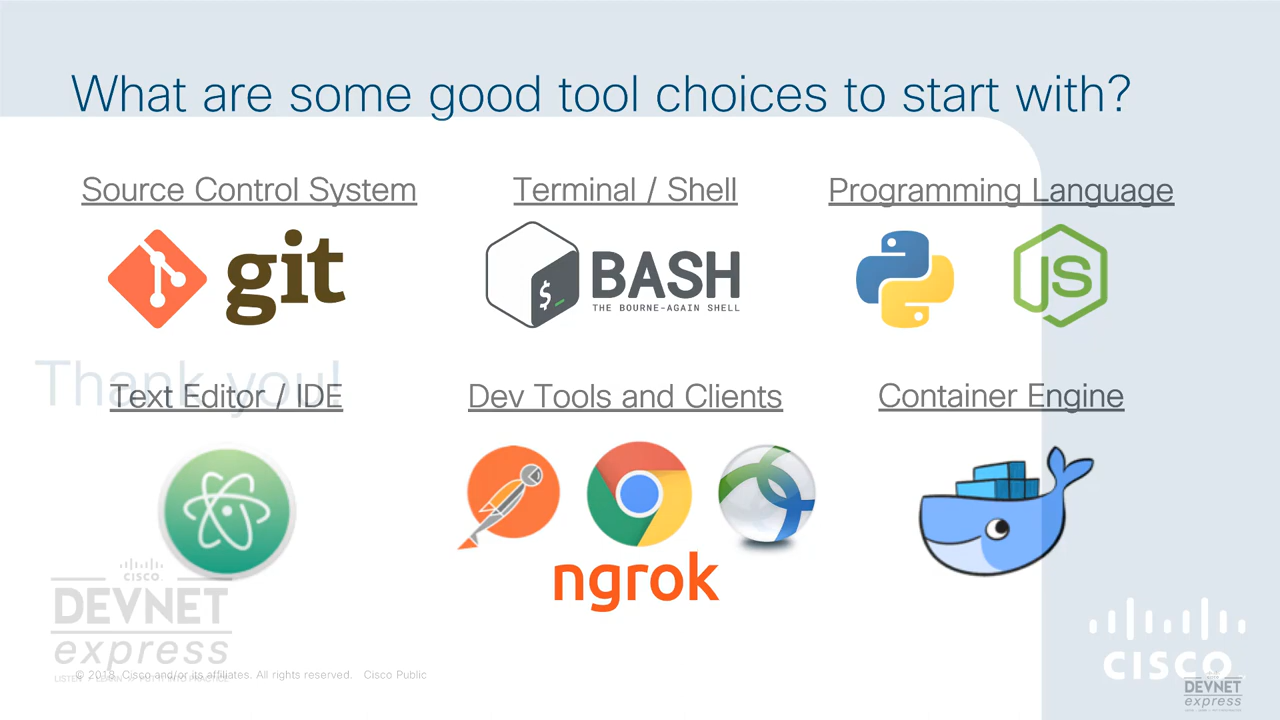 What are some good tool choices to start with?
Source Control System
Terminal / Shell
Programming Language
git
$_
BASH
THE BOURNE-AGAIN SHELL
JS
Thank you!
Text Editor / IDE
Dev Tools and Clients
Container Engine
ngrok
CISCO
DEVNET
express
© 2018 Cisco and/or its affiliates. All rights reserved. Cisco Public
CISCO
DEVNET
express